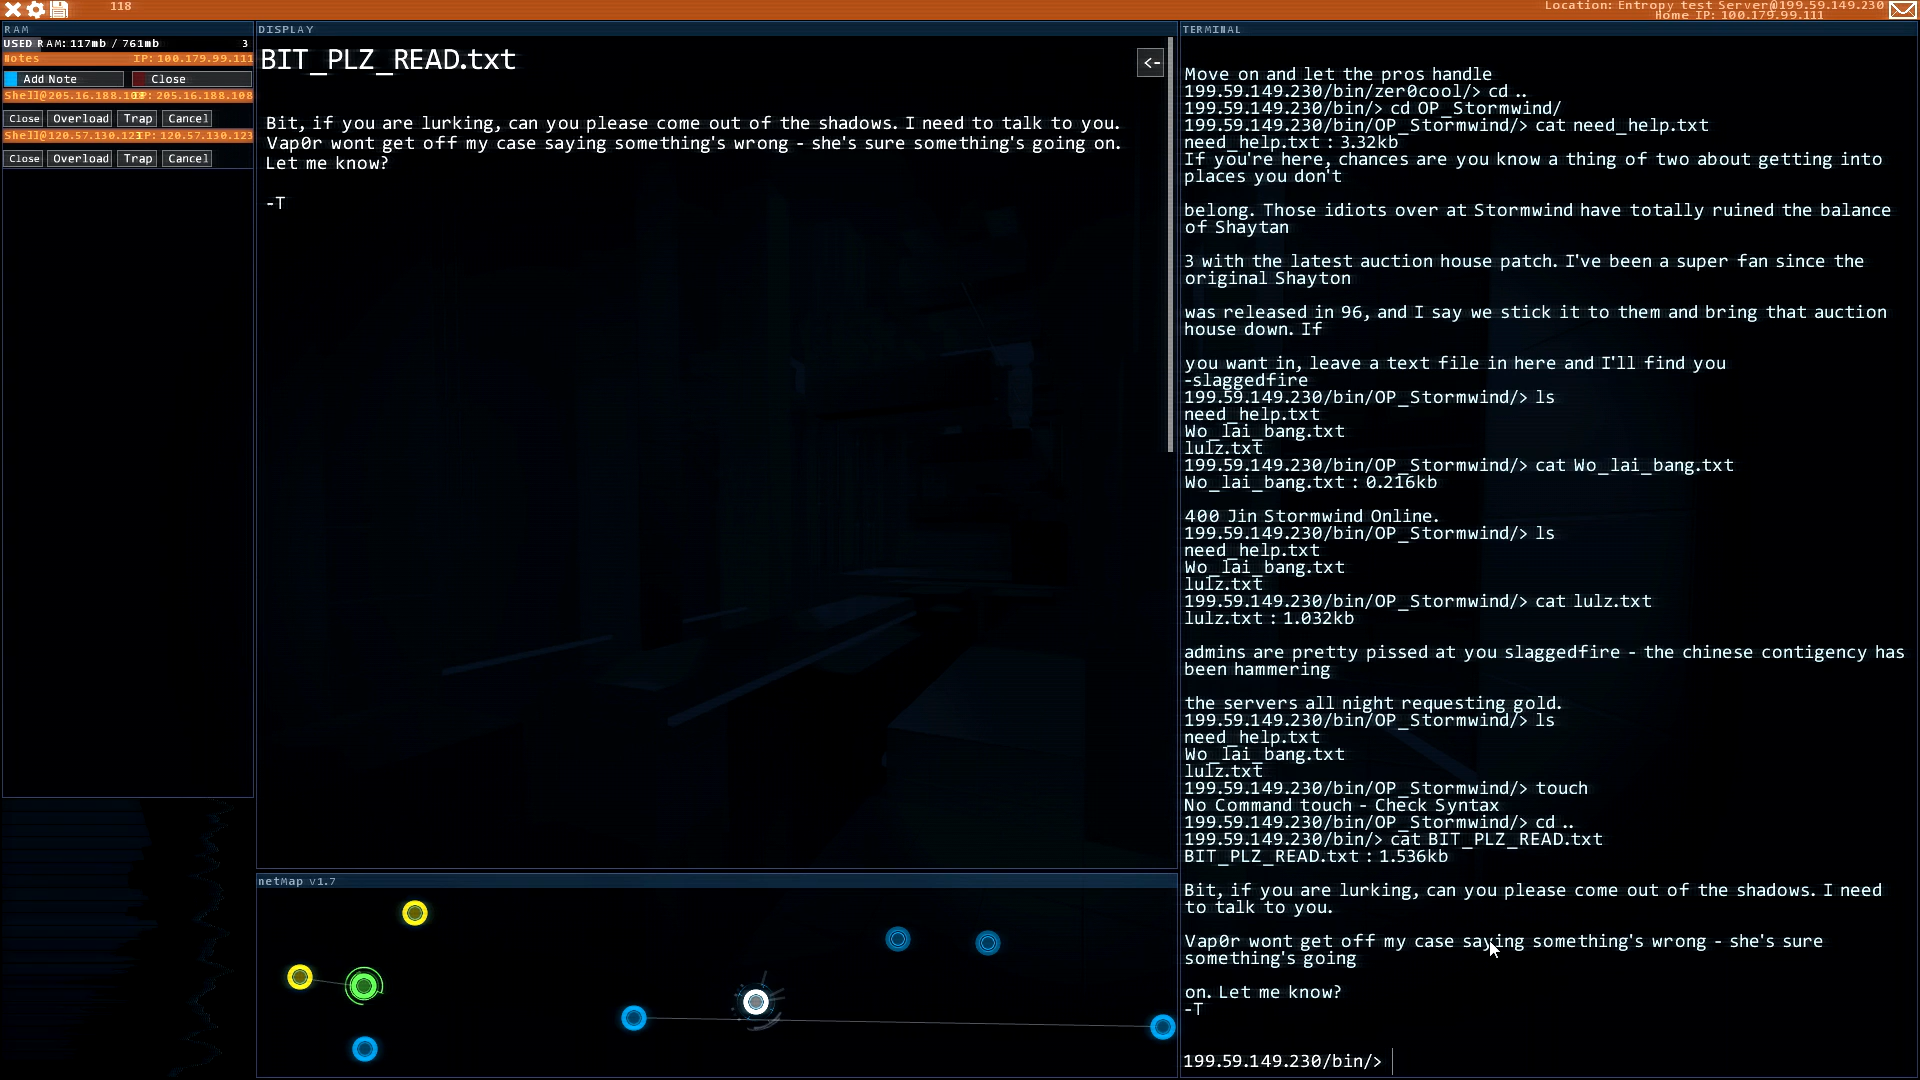 118
Location: Entropy test Server@199.59.149.230
Home IP: 100.179.99.111
RAM
USED RAM: 117mb / 761mb 3
Notes IP: 100.179.99.111
Add Note Close
IP: 205.16.188.108
Close Overload Trap Cancel
IP: 120.57.130.123
Close Overload Trap Cancel
DISPLAY
BIT_PLZ_READ.txt
<-
Bit, if you are lurking, can you please come out of the shadows. I need to talk to you.
Vap0r wont get off my case saying something's wrong - she's sure something's going on.
Let me know?
-T
netMap v1.7
TERMINAL
Move on and let the pros handle
199.59.149.230/bin/zer0cool/> cd ..
199.59.149.230/bin/> cd OP_Stormwind/
199.59.149.230/bin/OP_Stormwind/> cat need_help.txt
need_help.txt : 3.32kb
If you're here, chances are you know a thing of two about getting into
places you don't
belong. Those idiots over at Stormwind have totally ruined the balance
of Shaytan
3 with the latest auction house patch. I've been a super fan since the
original Shayton
was released in 96, and I say we stick it to them and bring that auction
house down. If
you want in, leave a text file in here and I'll find you
-slaggedfire
199.59.149.230/bin/OP_Stormwind/> ls
need_help.txt
Wo_lai_bang.txt
lulz.txt
199.59.149.230/bin/OP_Stormwind/> cat Wo_lai_bang.txt
Wo_lai_bang.txt : 0.216kb
400 Jin Stormwind Online.
199.59.149.230/bin/OP_Stormwind/> ls
need_help.txt
Wo_lai_bang.txt
lulz.txt
199.59.149.230/bin/OP_Stormwind/> cat lulz.txt
lulz.txt : 1.032kb
admins are pretty pissed at you slaggedfire - the chinese contigency has
been hammering
the servers all night requesting gold.
199.59.149.230/bin/OP_Stormwind/> ls
need_help.txt
Wo_lai_bang.txt
lulz.txt
199.59.149.230/bin/OP_Stormwind/> touch
No Command touch - Check Syntax
199.59.149.230/bin/OP_Stormwind/> cd ..
199.59.149.230/bin/> cat BIT_PLZ_READ.txt
BIT_PLZ_READ.txt : 1.536kb
Bit, if you are lurking, can you please come out of the shadows. I need
to talk to you.
Vap0r wont get off my case saying something's wrong - she's sure
something's going
on. Let me know?
-T
199.59.149.230/bin/>